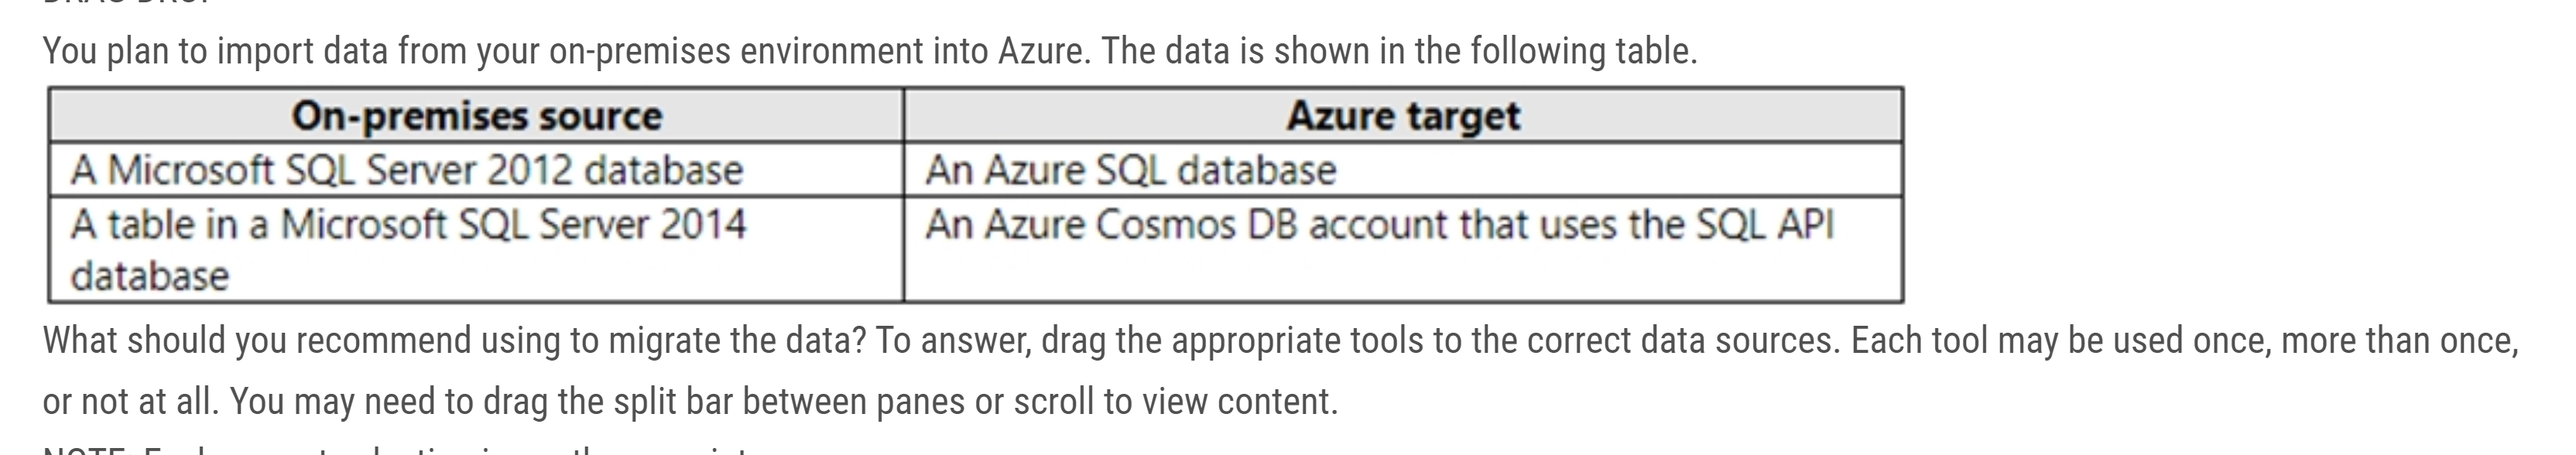 You plan to import data from your on-premises environment into Azure. The data is shown in the following table.
On-premises source Azure target
A Microsoft SQL Server 2012 database An Azure SQL database
A table in a Microsoft SQL Server 2014 An Azure Cosmos DB account that uses the SQL API
database
What should you recommend using to migrate the data? To answer, drag the appropriate tools to the correct data sources. Each tool may be used once, more than once,
or not at all. You may need to drag the split bar between panes or scroll to view content.